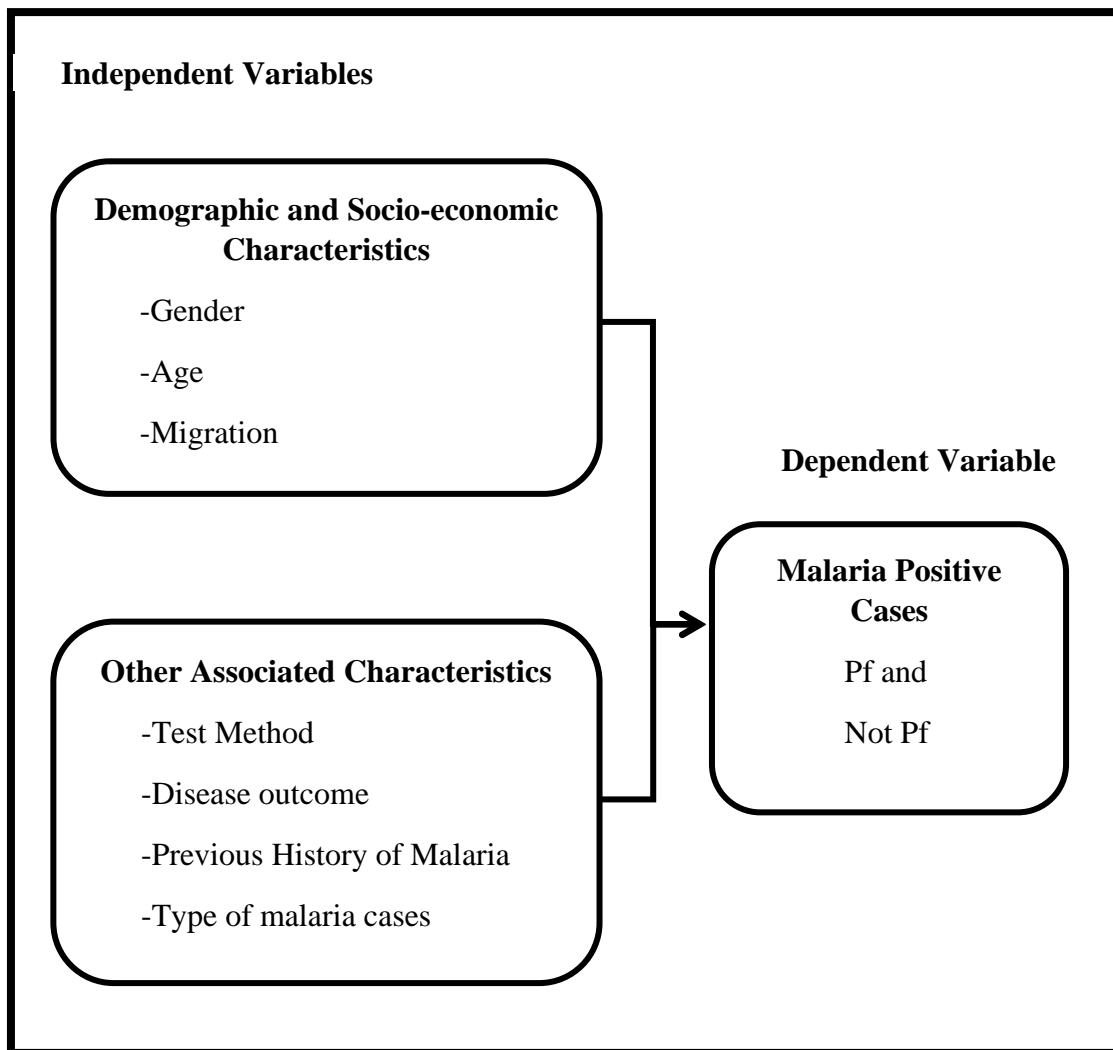 Independent Variables
Demographic and Socio-economic
Characteristics
-Gender
-Age
-Migration
Other Associated Characteristics
-Test Method
-Disease outcome
-Previous History of Malaria
-Type of malaria cases
Dependent Variable
Malaria Positive
Cases
Pf and
Not Pf